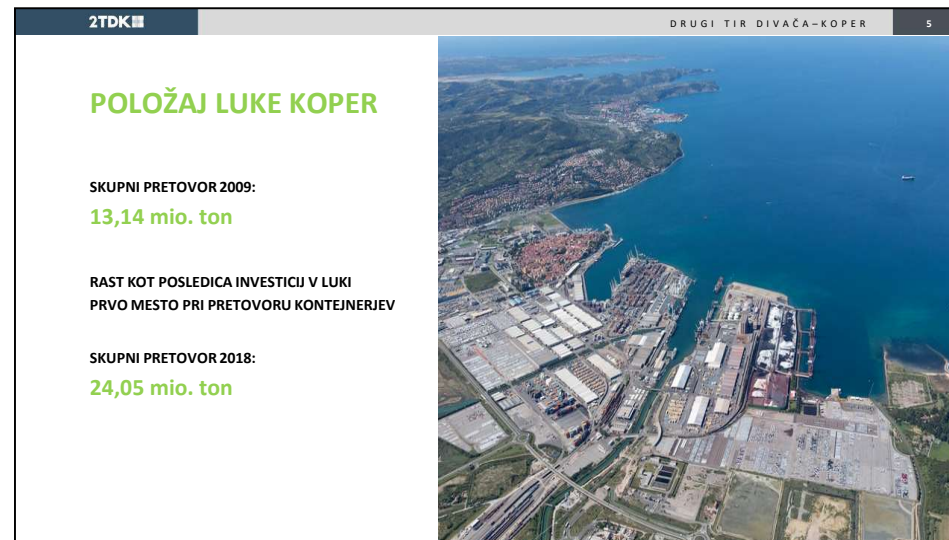 2TDK
DRUGI TIR DIVAČA–KOPER 5
POLOŽAJ LUKE KOPER
SKUPNI PRETOVOR 2009:
13,14 mio. ton
RAST KOT POSLEDICA INVESTICIJ V LUKI
PRVO MESTO PRI PRETOVORU KONTEJNERJEV
SKUPNI PRETOVOR 2018:
24,05 mio. ton